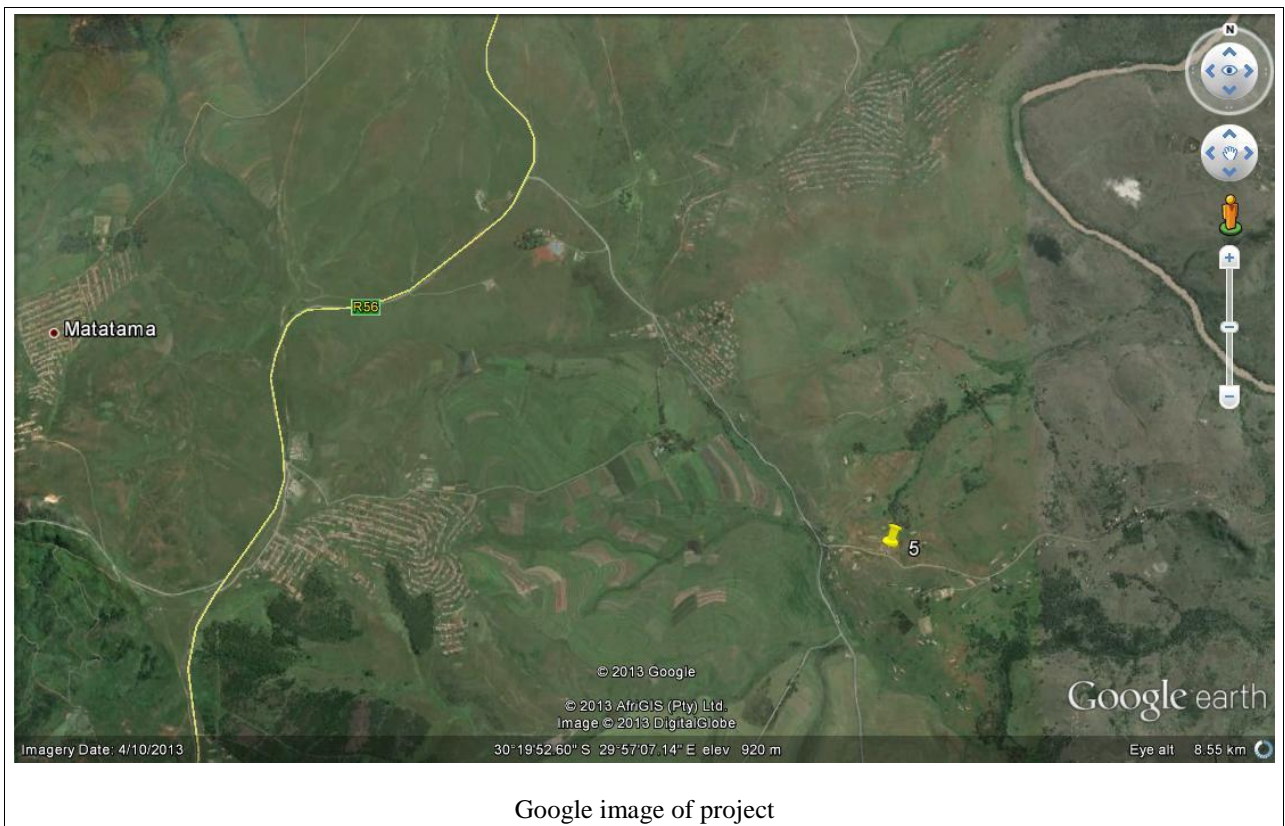 N
R56
Matatama
5
© 2013 Google
© 2013 AfriGIS (Pty) Ltd.
Image © 2013 DigitalGlobe
Google earth
Imagery Date: 4/10/2013
30°19'52.60" S 29°57'07.14" E elev 920 m
Eye alt 8.55 km
Google image of project